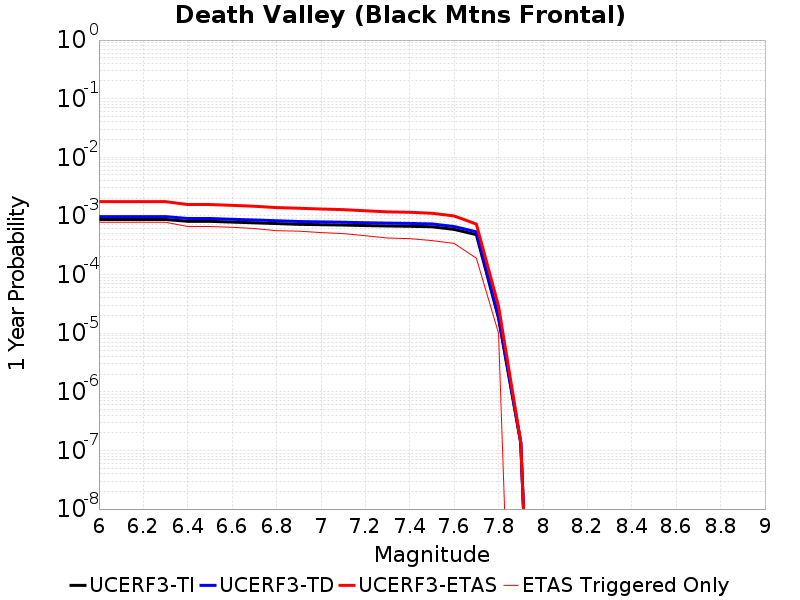 Death Valley (Black Mtns Frontal)
10^0
10^-1
10^-2
10^-3
10^-4
10^-5
10^-6
10^-7
10^-8
1 Year Probability
6 6.2 6.4 6.6 6.8 7 7.2 7.4 7.6 7.8 8 8.2 8.4 8.6 8.8 9
Magnitude
UCERF3-TI UCERF3-TD UCERF3-ETAS ETAS Triggered Only